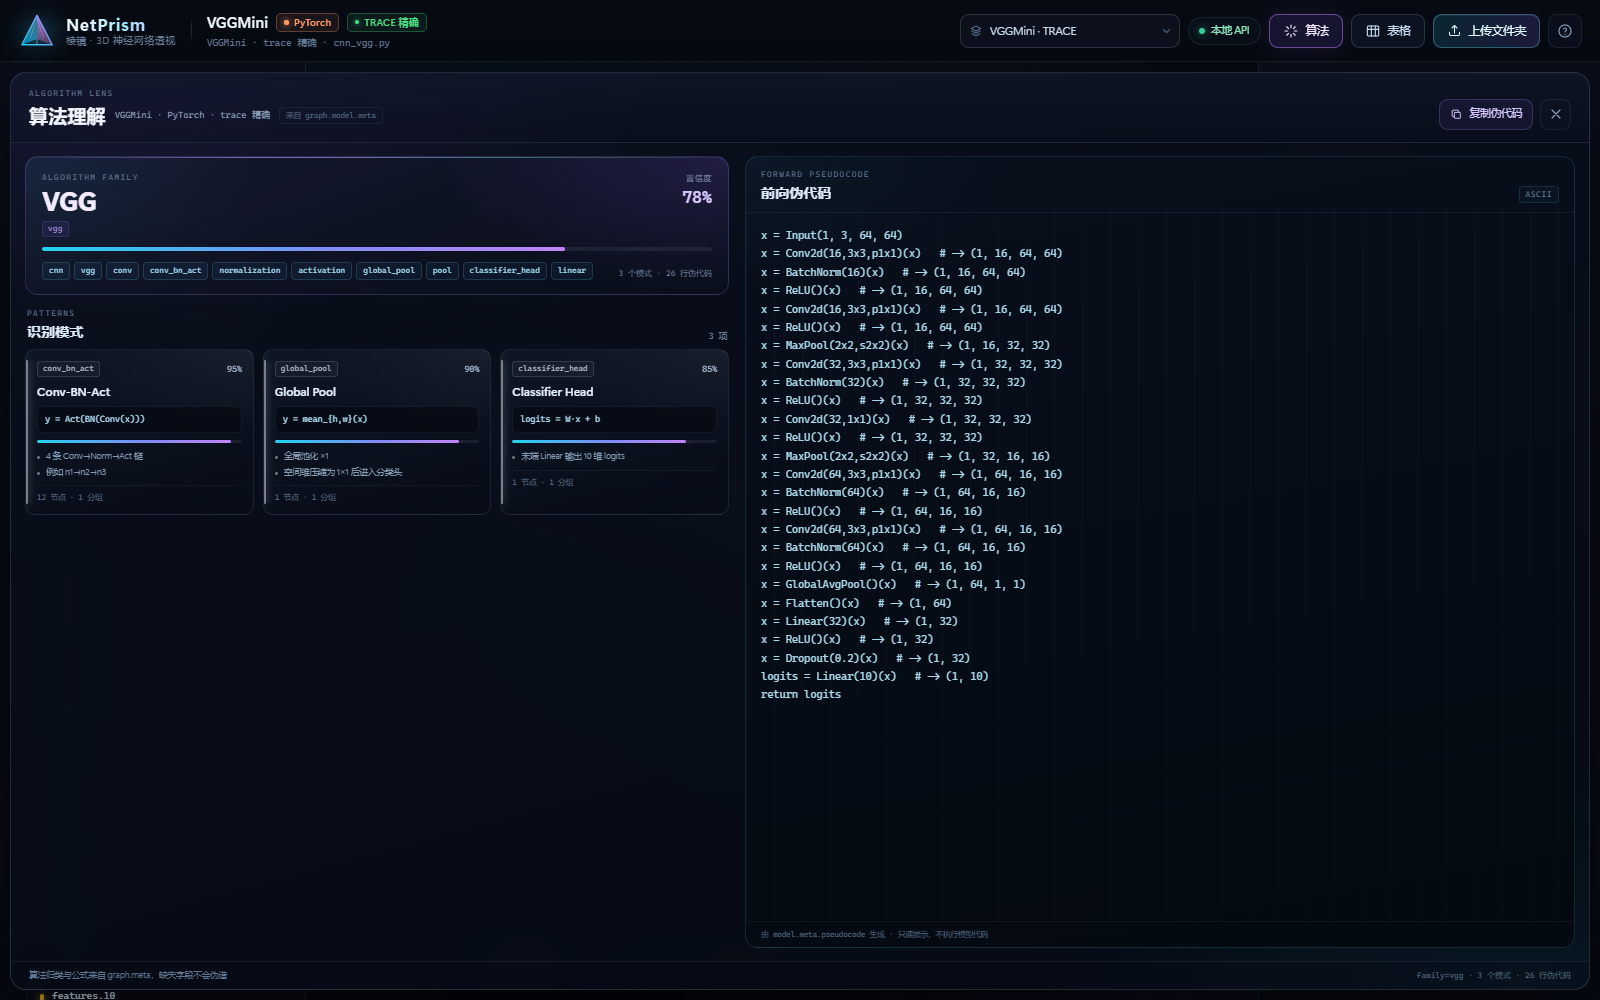 NetPrism
棱镜 · 3D 神经网络透视
VGGMini
PyTorch
TRACE 精确
VGGMini · trace 精确 · cnn_vgg.py
VGGMini · TRACE
本地 API
算法
表格
上传文件夹
ALGORITHM LENS
算法理解
VGGMini · PyTorch · trace 精确
来自 graph.model.meta
复制伪代码
ALGORITHM FAMILY
VGG
vgg
置信度
78%
cnn
vgg
conv
conv_bn_act
normalization
activation
global_pool
pool
classifier_head
linear
3 个模式 · 26 行伪代码
PATTERNS
识别模式
3 项
conv_bn_act
95%
Conv-BN-Act
y = Act(BN(Conv(x)))
4 条 Conv→Norm→Act 链
例如 n1→n2→n3
12 节点 · 1 分组
global_pool
90%
Global Pool
y = mean_{h,w}(x)
全局池化 ×1
空间维压缩为 1×1 后进入分类头
1 节点 · 1 分组
classifier_head
85%
Classifier Head
logits = W·x + b
末端 Linear 输出 10 维 logits
1 节点 · 1 分组
FORWARD PSEUDOCODE
前向伪代码
ASCII
x = Input(1, 3, 64, 64)
x = Conv2d(16,3x3,p1x1)(x)   # → (1, 16, 64, 64)
x = BatchNorm(16)(x)   # → (1, 16, 64, 64)
x = ReLU()(x)   # → (1, 16, 64, 64)
x = Conv2d(16,3x3,p1x1)(x)   # → (1, 16, 64, 64)
x = ReLU()(x)   # → (1, 16, 64, 64)
x = MaxPool(2x2,s2x2)(x)   # → (1, 16, 32, 32)
x = Conv2d(32,3x3,p1x1)(x)   # → (1, 32, 32, 32)
x = BatchNorm(32)(x)   # → (1, 32, 32, 32)
x = ReLU()(x)   # → (1, 32, 32, 32)
x = Conv2d(32,1x1)(x)   # → (1, 32, 32, 32)
x = ReLU()(x)   # → (1, 32, 32, 32)
x = MaxPool(2x2,s2x2)(x)   # → (1, 32, 16, 16)
x = Conv2d(64,3x3,p1x1)(x)   # → (1, 64, 16, 16)
x = BatchNorm(64)(x)   # → (1, 64, 16, 16)
x = ReLU()(x)   # → (1, 64, 16, 16)
x = Conv2d(64,3x3,p1x1)(x)   # → (1, 64, 16, 16)
x = BatchNorm(64)(x)   # → (1, 64, 16, 16)
x = ReLU()(x)   # → (1, 64, 16, 16)
x = GlobalAvgPool()(x)   # → (1, 64, 1, 1)
x = Flatten()(x)   # → (1, 64)
x = Linear(32)(x)   # → (1, 32)
x = ReLU()(x)   # → (1, 32)
x = Dropout(0.2)(x)   # → (1, 32)
logits = Linear(10)(x)   # → (1, 10)
return logits
由 model.meta.pseudocode 生成 · 只读展示，不执行模型代码
算法归类与公式来自 graph.meta，缺失字段不会伪造
family=vgg · 3 个模式 · 26 行伪代码
features.10